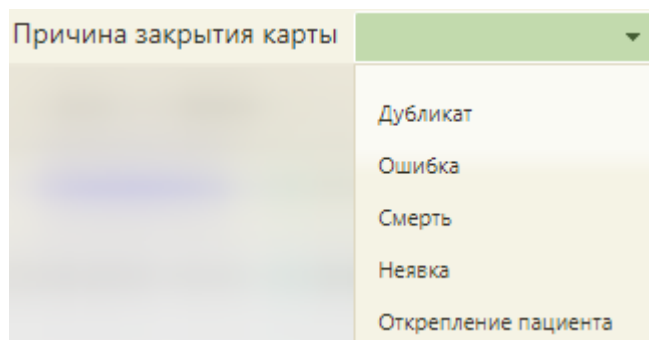 Причина закрытия карты
Дубликат
Ошибка
Смерть
Неявка
Открепление пациента